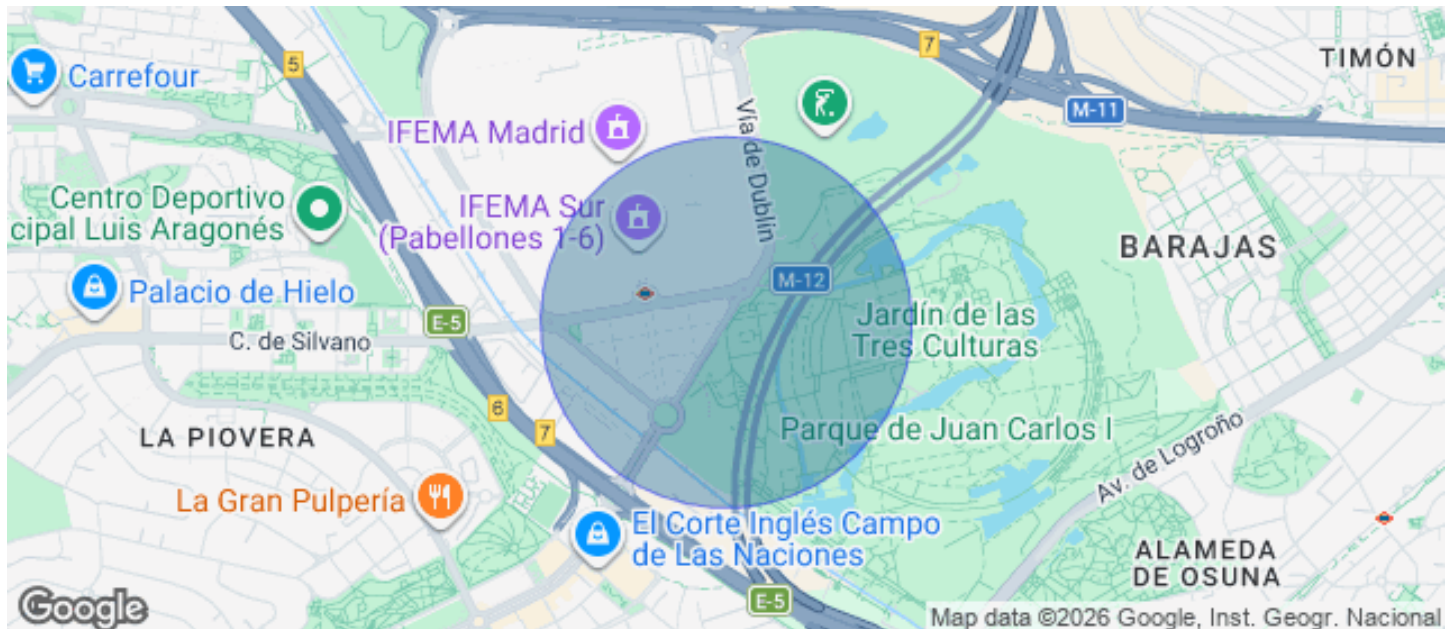 5
7
TIMÓN
Carrefour
M-11
IFEMA Madrid
Vía de Dublín
Centro Deportivo
cipal Luis Aragonés
IFEMA Sur
(Pabellones 1-6)
BARAJAS
Palacio de Hielo
M-12
E-5
C. de Silvano
Jardín de las
Tres Culturas
6
7
LA PIOVERA
Parque de Juan Carlos I
Av. de Logroño
La Gran Pulpería
El Corte Inglés Campo
de Las Naciones
ALAMEDA
DE OSUNA
E-5
Google
Map data ©2026 Google, Inst. Geogr. Nacional